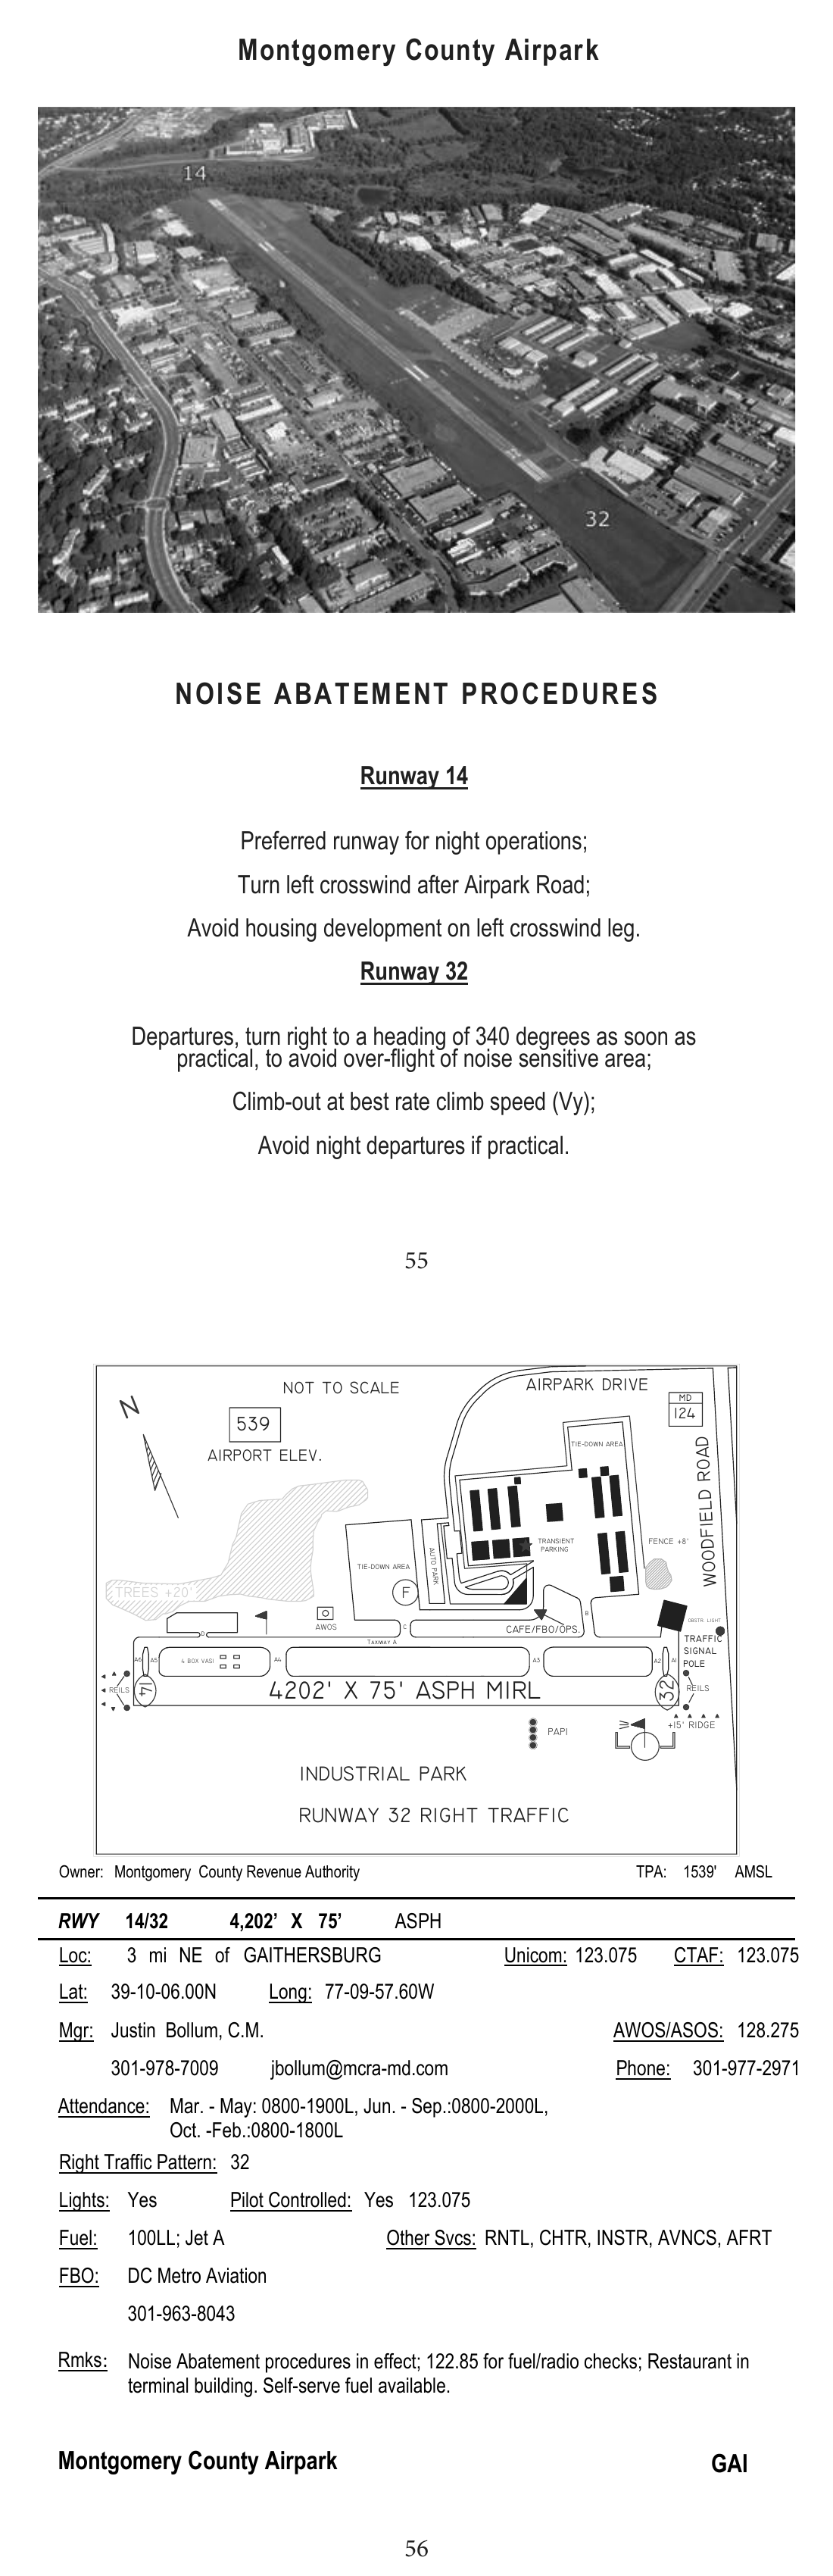 Montgomery County Airpark
14
32
NOISE ABATEMENT PROCEDURES
Runway 14
Preferred runway for night operations;
Turn left crosswind after Airpark Road;
Avoid housing development on left crosswind leg.
Runway 32
Departures, turn right to a heading of 340 degrees as soon as
practical, to avoid over-flight of noise sensitive area;
Climb-out at best rate climb speed (Vy);
Avoid night departures if practical.
55
NOT TO SCALE
AIRPARK DRIVE
N
MD
124
539
AIRPORT ELEV.
TIE-DOWN AREA
WOODFIELD ROAD
TRANSIENT
PARKING
FENCE +8'
AUTO PARK
TIE-DOWN AREA
F
TREES +20'
AWOS
B
C
D
CAFE/FBO/OPS.
OBSTR. LIGHT
TRAFFIC
SIGNAL
POLE
TAXIWAY A
A6
A5
4 BOX VASI
A4
A3
A2
A1
REILS
14
4202' X 75' ASPH MIRL
32
REILS
+15' RIDGE
PAPI
INDUSTRIAL PARK
RUNWAY 32 RIGHT TRAFFIC
Owner: Montgomery County Revenue Authority TPA: 1539' AMSL
RWY 14/32 4,202’ X 75’ ASPH
Loc: 3 mi NE of GAITHERSBURG Unicom: 123.075 CTAF: 123.075
Lat: 39-10-06.00N Long: 77-09-57.60W
Mgr: Justin Bollum, C.M. AWOS/ASOS: 128.275
301-978-7009 jbollum@mcra-md.com Phone: 301-977-2971
Attendance: Mar. - May: 0800-1900L, Jun. - Sep.:0800-2000L,
Oct. -Feb.:0800-1800L
Right Traffic Pattern: 32
Lights: Yes Pilot Controlled: Yes 123.075
Fuel: 100LL; Jet A Other Svcs: RNTL, CHTR, INSTR, AVNCS, AFRT
FBO: DC Metro Aviation
301-963-8043
Rmks: Noise Abatement procedures in effect; 122.85 for fuel/radio checks; Restaurant in
terminal building. Self-serve fuel available.
Montgomery County Airpark GAI
56